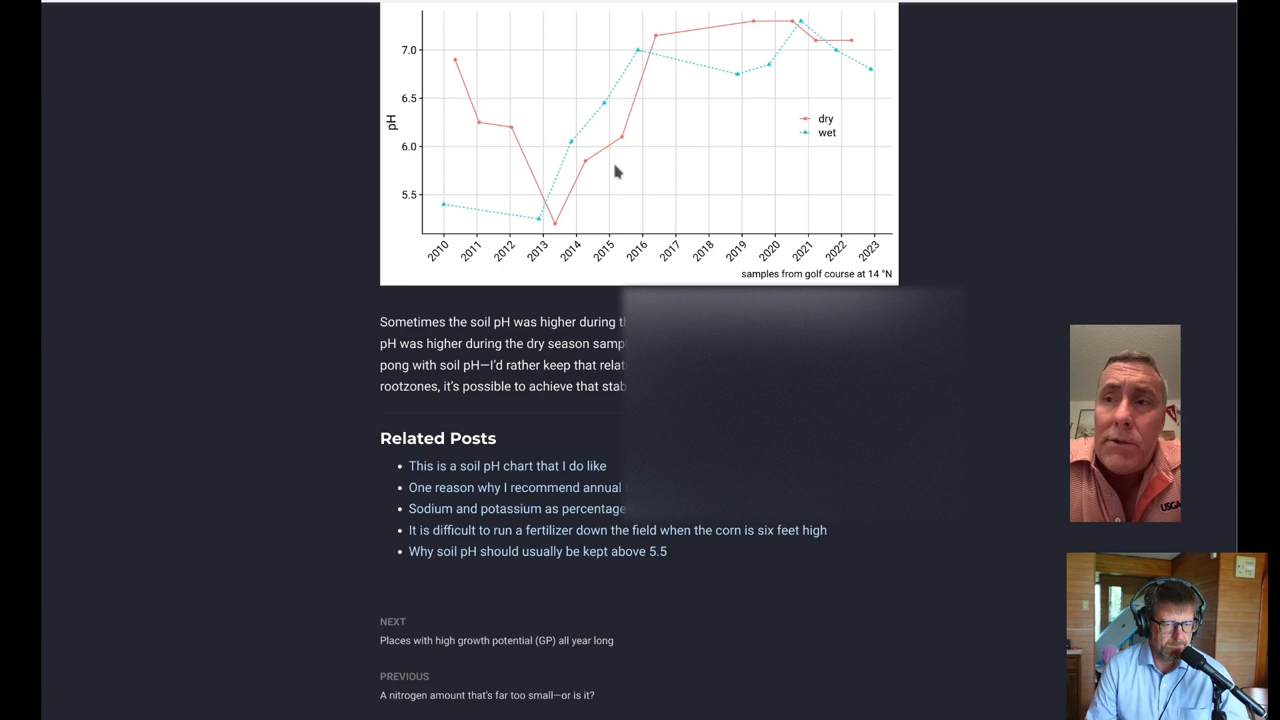 7.0
6.5
6.0
5.5
pH
dry
wet
2010 2011 2012 2013 2014 2015 2016 2017 2018 2019 2020 2021 2022 2023
samples from golf course at 14 °N
Sometimes the soil pH was higher during
pH was higher during the dry season
pong with soil pH—I'd rather keep that
rootzones, it's possible to achieve that
Related Posts
This is a soil pH chart that I do like
One reason why I recommend annual
Sodium and potassium as percentage
It is difficult to run a fertilizer down the field when the corn is six feet high
Why soil pH should usually be kept above 5.5
NEXT
Places with high growth potential (GP) all year long
PREVIOUS
A nitrogen amount that's far too small—or is it?
USGA